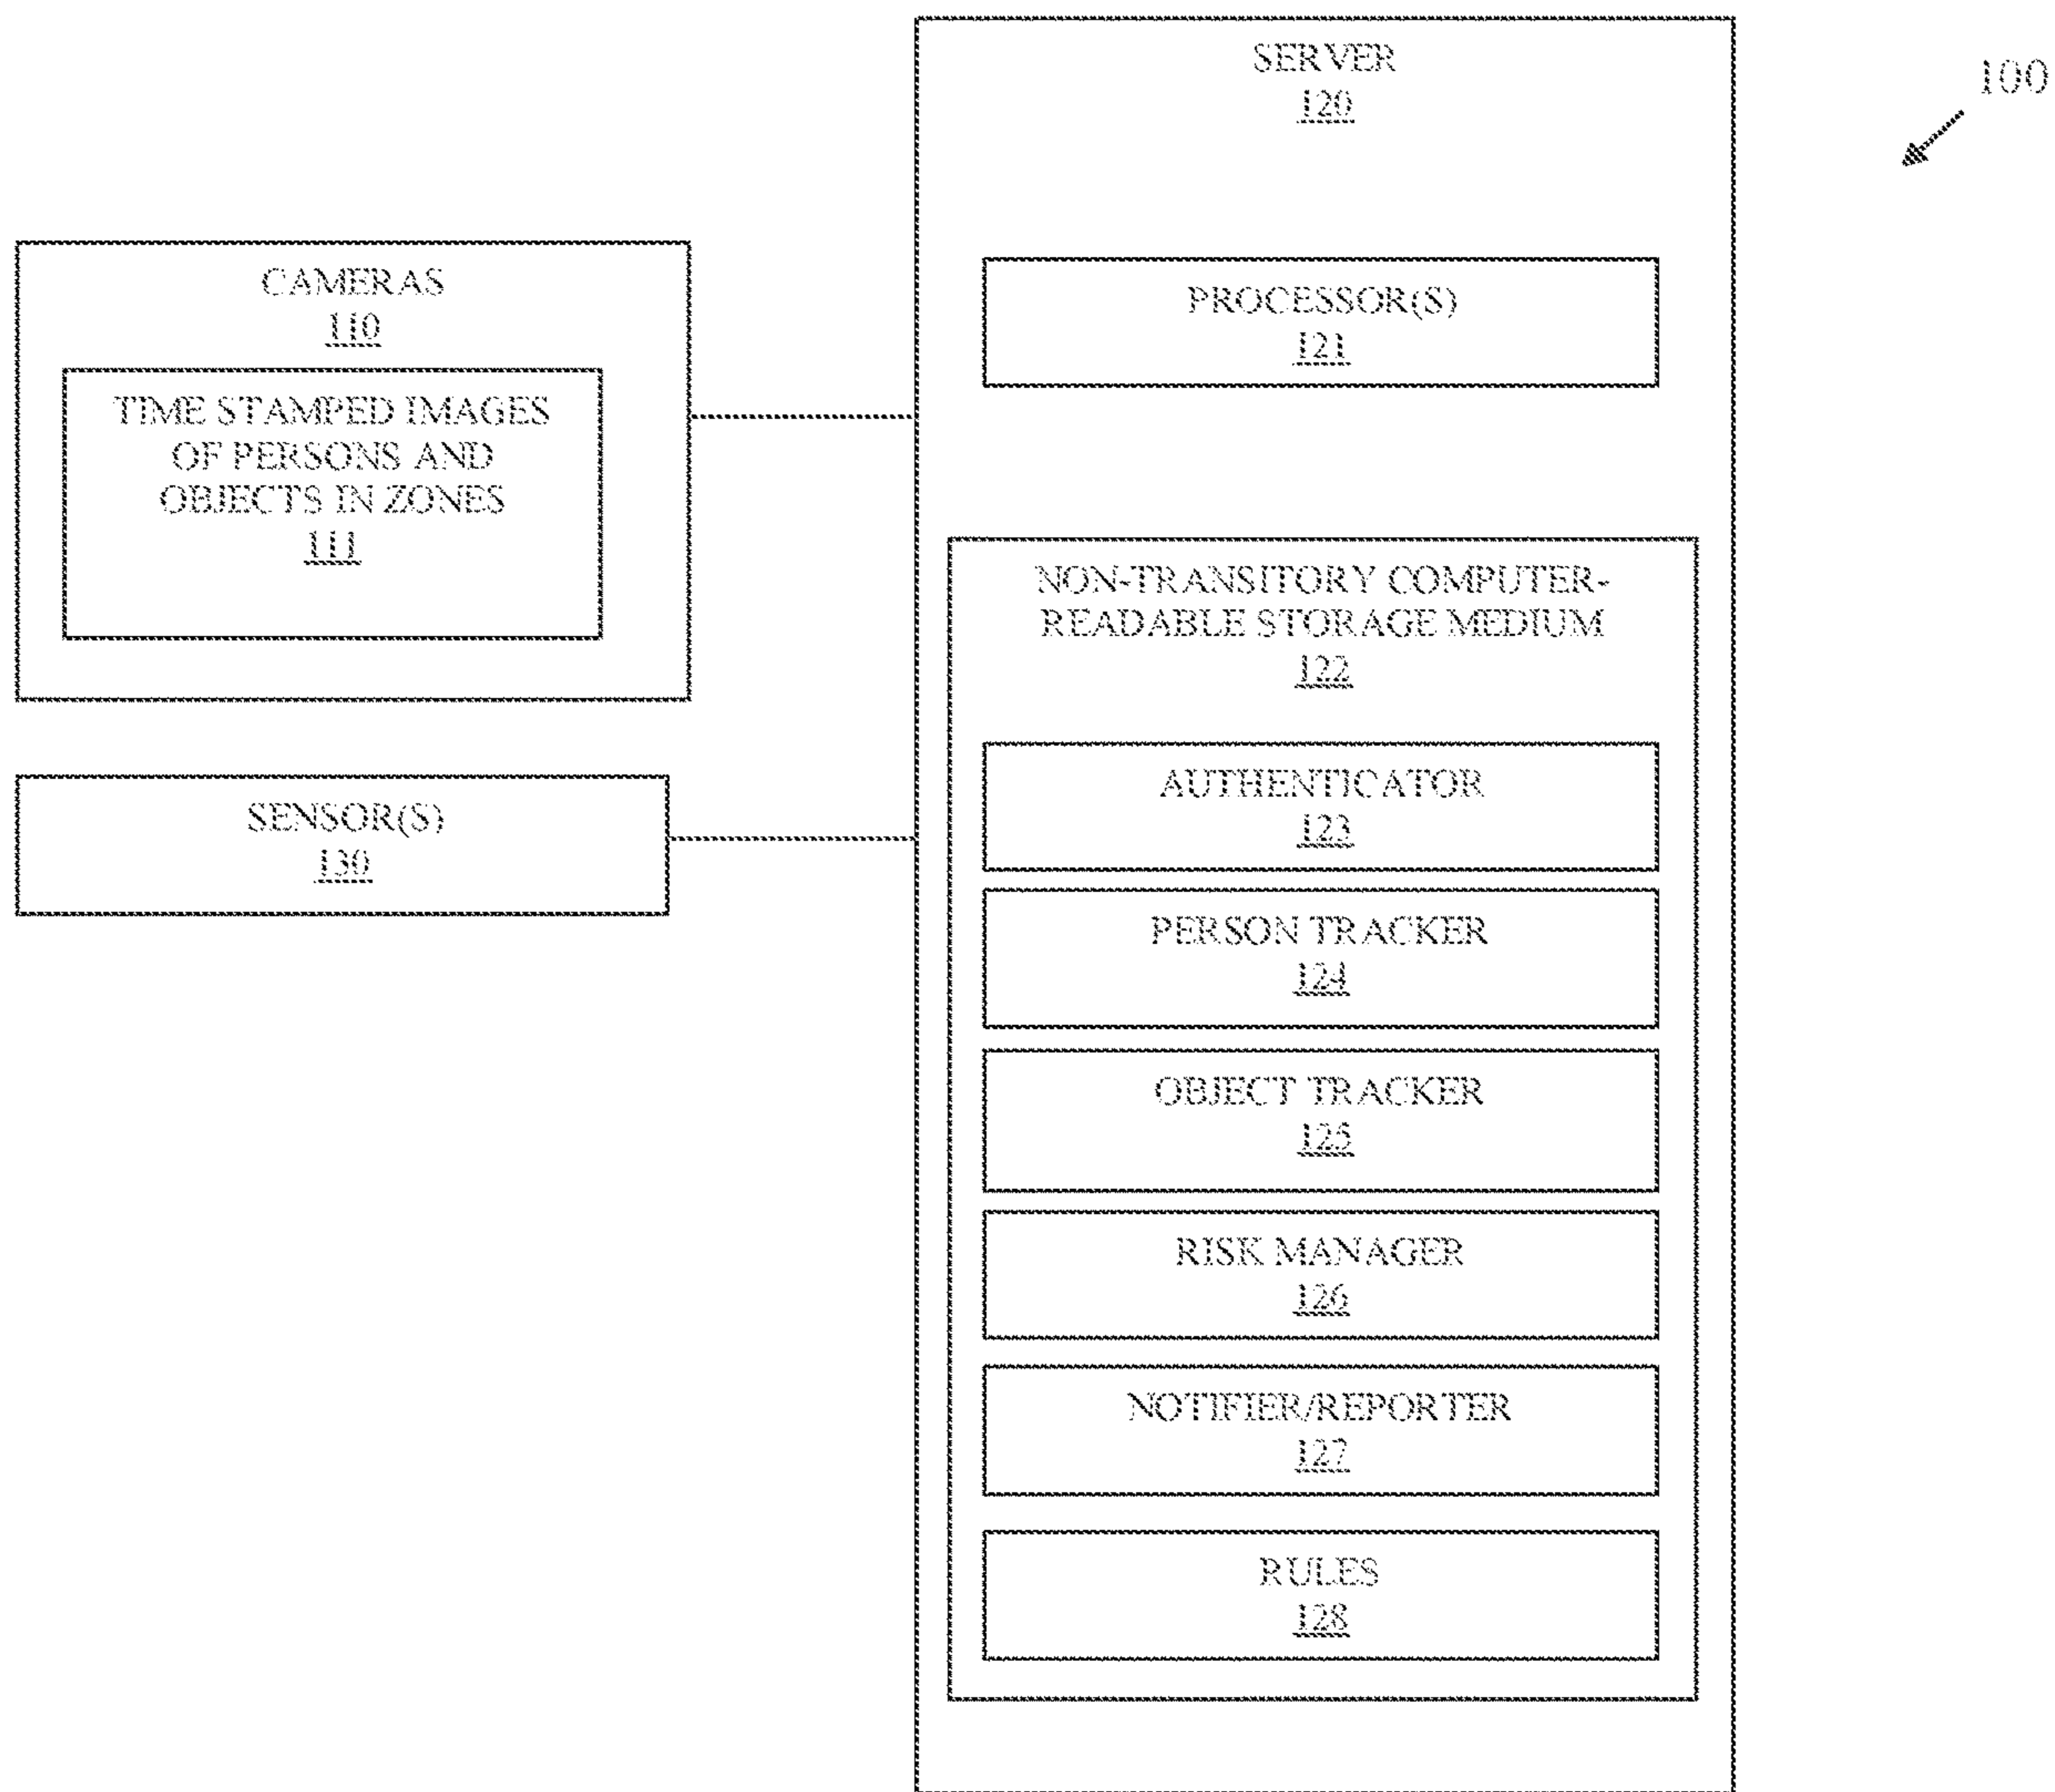 SERVER
120
100
CAMERAS
110
TIME STAMPED IMAGES
OF PERSONS AND
OBJECTS IN ZONES
111
PROCESSOR(S)
121
NON-TRANSITORY COMPUTER-
READABLE STORAGE MEDIUM
122
SENSOR(S)
130
AUTHENTICATOR
123
PERSON TRACKER
124
OBJECT TRACKER
125
RISK MANAGER
126
NOTIFIER/REPORTER
127
RULES
128